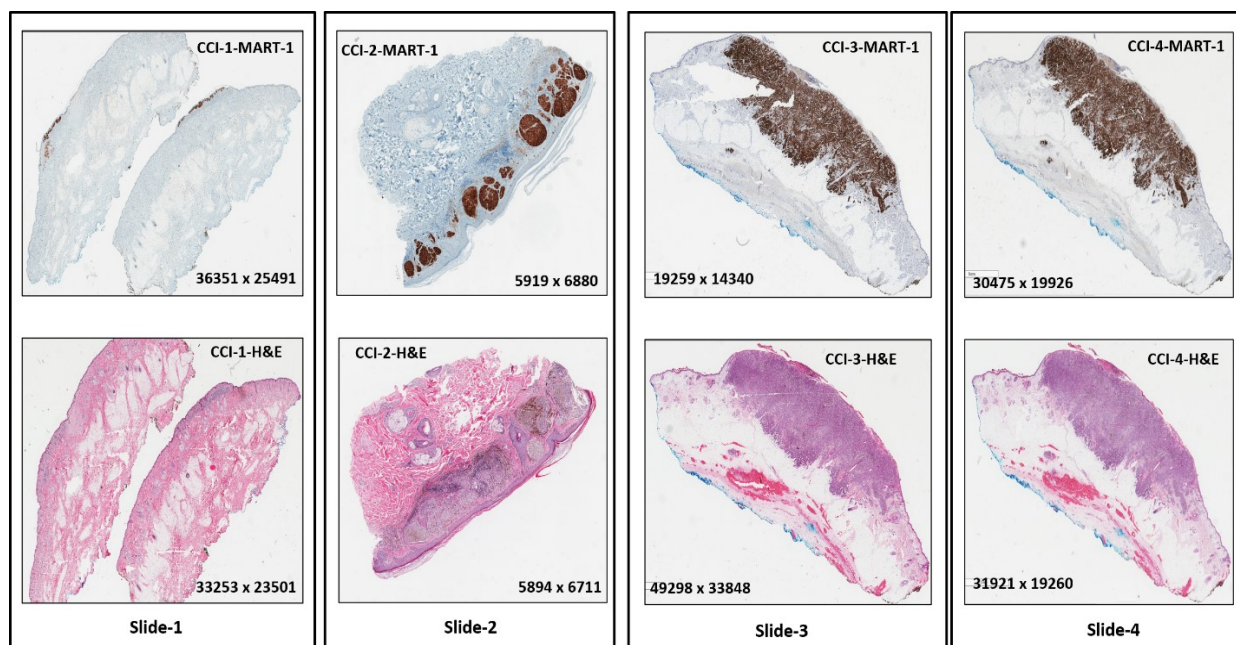 CCI-1-MART-1
36351 x 25491
CCI-1-H&E
33253 x 23501
Slide-1
CCI-2-MART-1
5919 x 6880
CCI-2-H&E
5894 x 6711
Slide-2
CCI-3-MART-1
19259 x 14340
CCI-3-H&E
49298 x 33848
Slide-3
CCI-4-MART-1
30475 x 19926
CCI-4-H&E
31921 x 19260
Slide-4